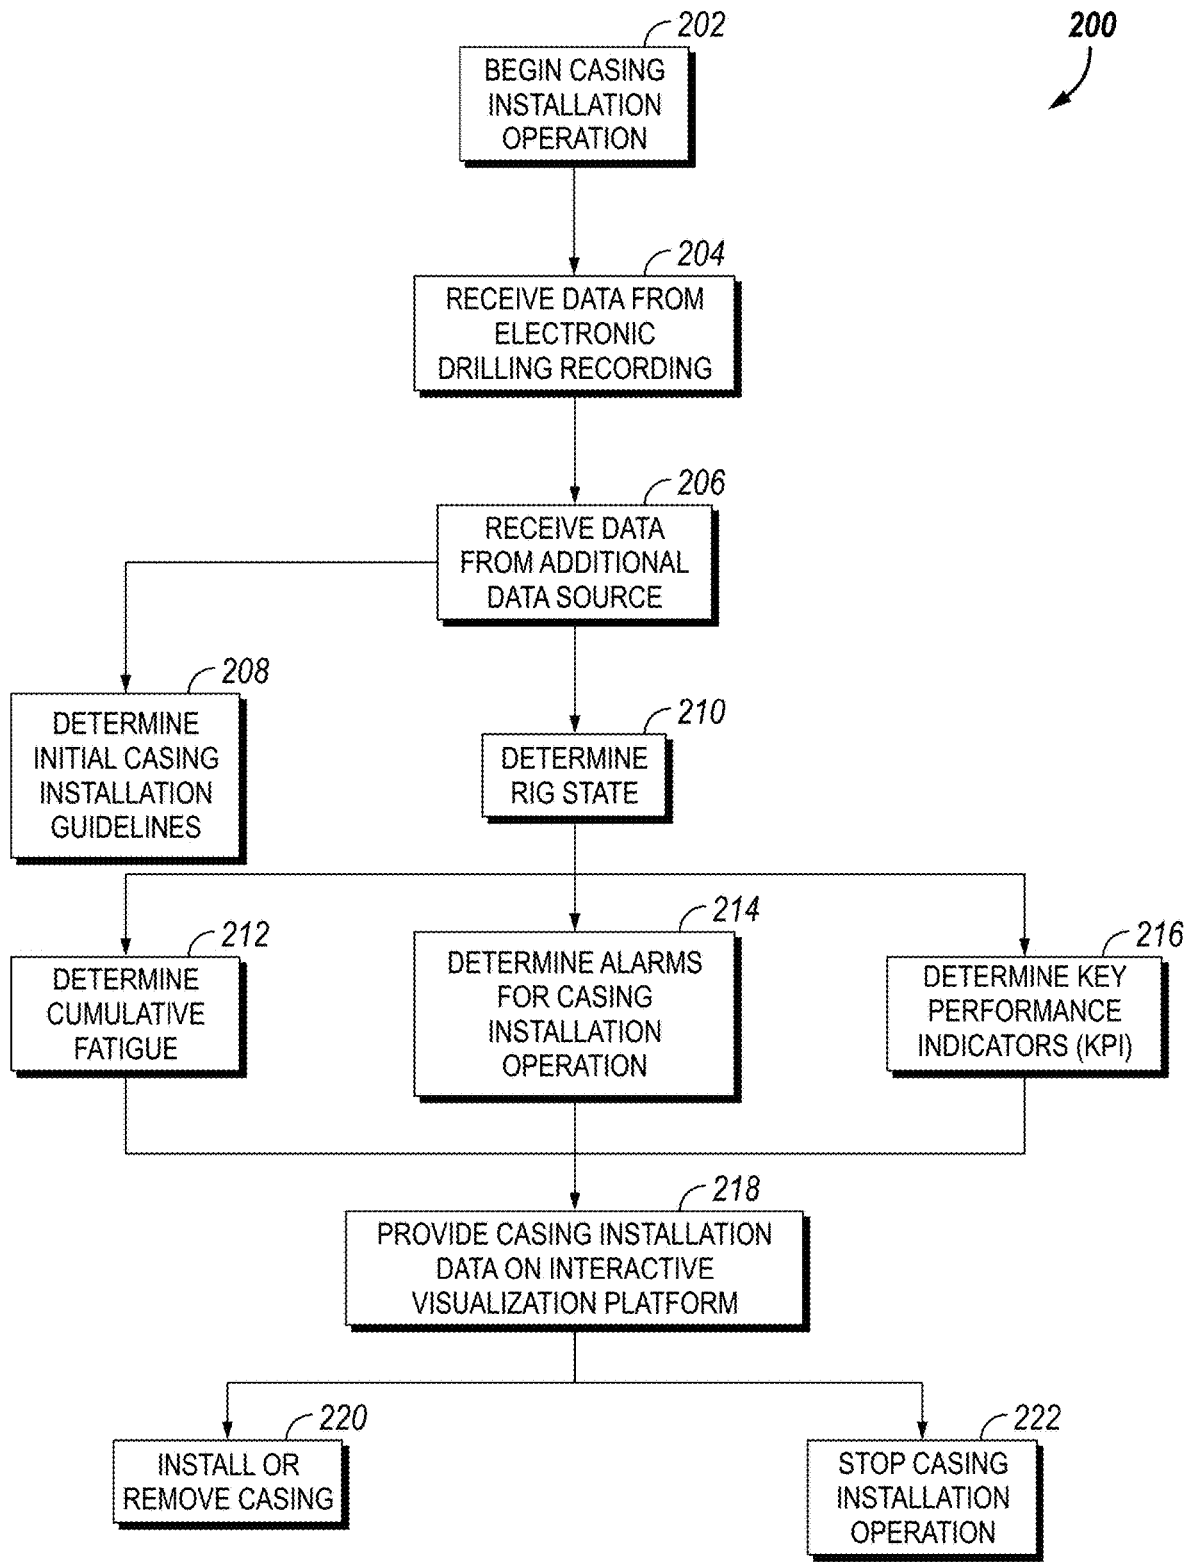 200
202
BEGIN CASING
INSTALLATION
OPERATION
204
RECEIVE DATA FROM
ELECTRONIC
DRILLING RECORDING
206
RECEIVE DATA
FROM ADDITIONAL
DATA SOURCE
208
DETERMINE
INITIAL CASING
INSTALLATION
GUIDELINES
210
DETERMINE
RIG STATE
212
DETERMINE
CUMULATIVE
FATIGUE
214
DETERMINE ALARMS
FOR CASING
INSTALLATION
OPERATION
216
DETERMINE KEY
PERFORMANCE
INDICATORS (KPI)
218
PROVIDE CASING INSTALLATION
DATA ON INTERACTIVE
VISUALIZATION PLATFORM
220
INSTALL OR
REMOVE CASING
222
STOP CASING
INSTALLATION
OPERATION